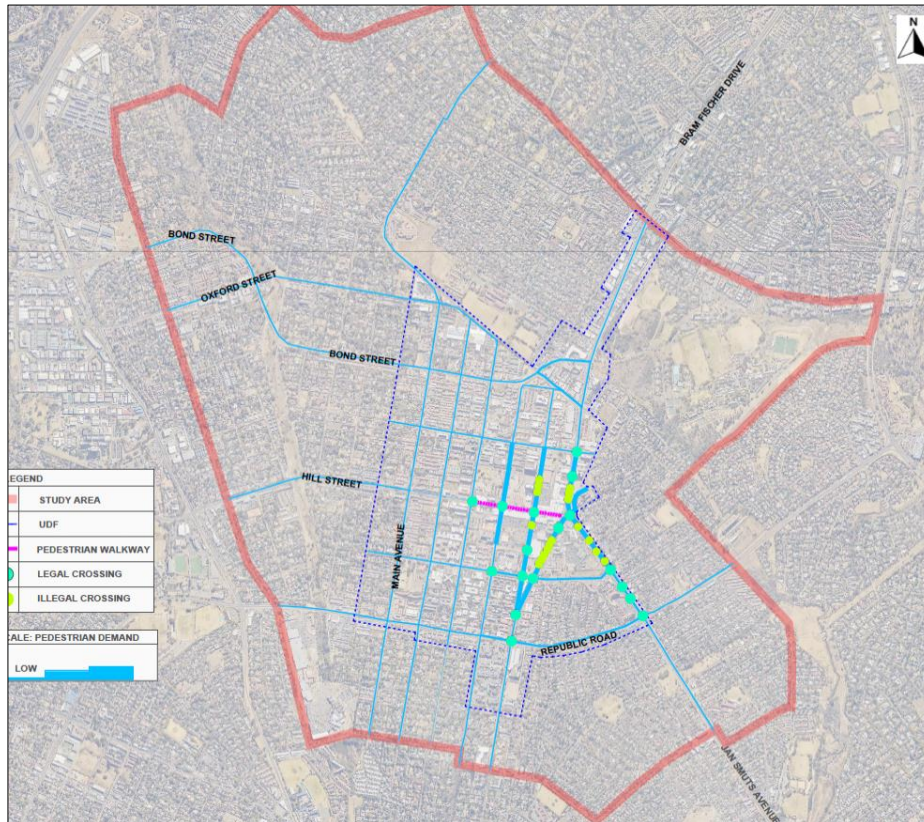 N
BRAM FISCHER DRIVE
BOND STREET
OXFORD STREET
BOND STREET
HILL STREET
MAIN AVENUE
REPUBLIC ROAD
JAN SMUTS AVENUE
LEGEND
STUDY AREA
UDF
PEDESTRIAN WALKWAY
LEGAL CROSSING
ILLEGAL CROSSING
CALE: PEDESTRIAN DEMAND
LOW